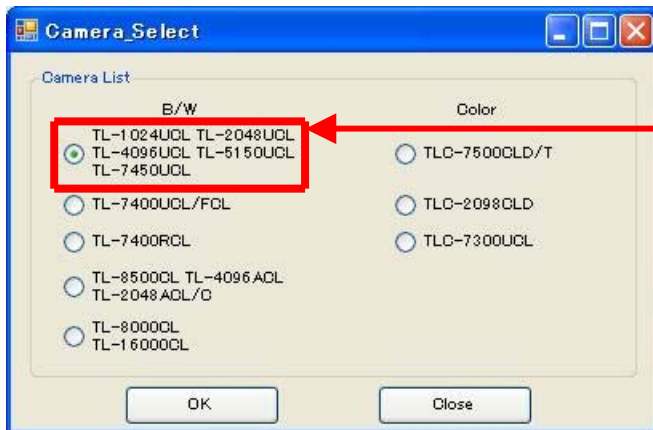 Camera_Select
Camera List
B/W
Color
TL-1024UCL TL-2048UCL
TL-4096UCL TL-5150UCL
TL-7450UCL
TLC-7500CLD/T
TL-7400UCL/FCL
TLC-2098CLD
TL-7400RCL
TLC-7300UCL
TL-8500CL TL-4096ACL
TL-2048ACL/C
TL-8000CL
TL-16000CL
OK
Close